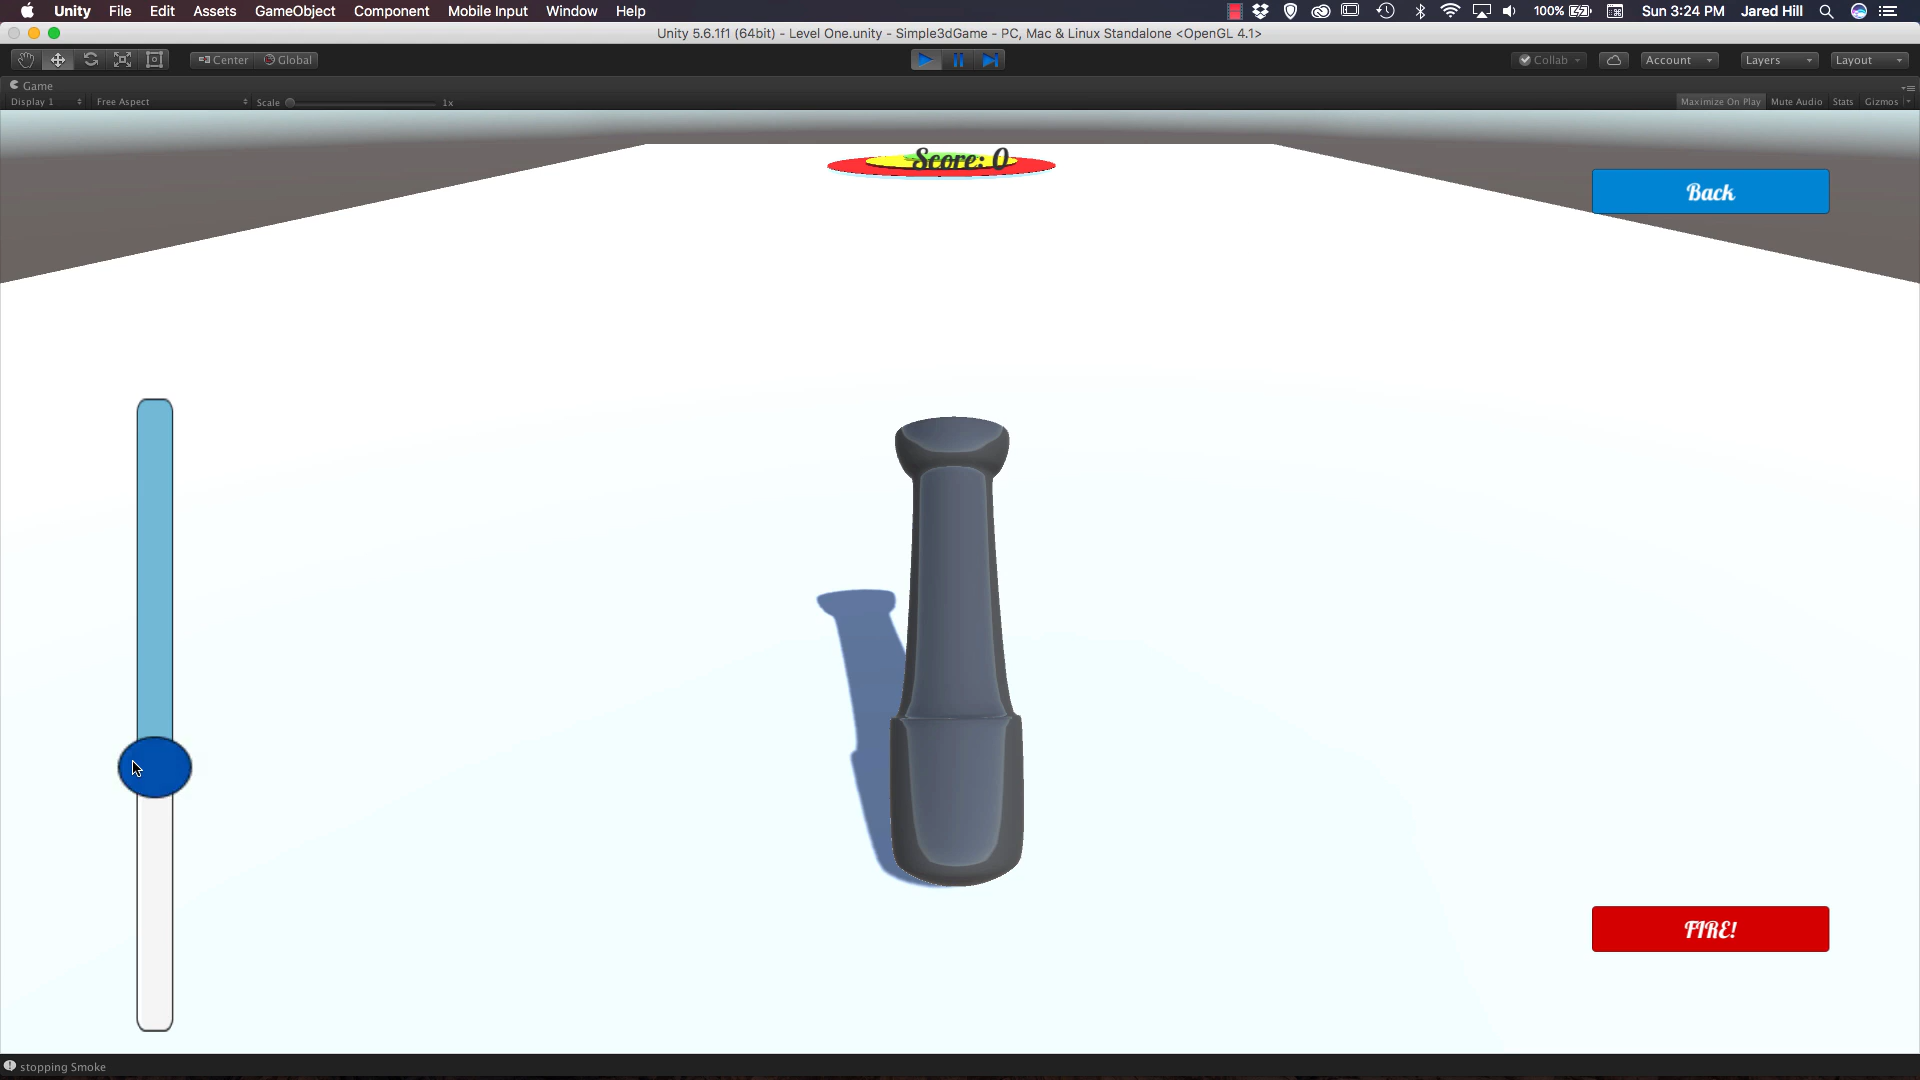 Unity File Edit Assets GameObject Component Mobile Input Window Help 100% Sun 3:24 PM Jared Hill
Unity 5.6.1f1 (64bit) - Level One.unity - Simple3dGame - PC, Mac & Linux Standalone <OpenGL 4.1>
Center Global Collab Account Layers Layout
Game
Display 1 Free Aspect Scale 1x Maximize On Play Mute Audio Stats Gizmos
Score: 0
Back
FIRE!
stopping Smoke